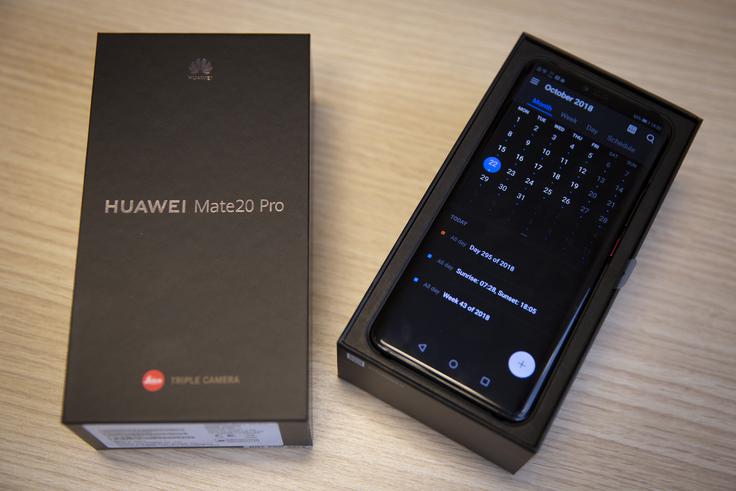 HUAWEI
HUAWEI Mate20 Pro
Leica TRIPLE CAMERA
October 2018
Month Week Day Schedule
MON TUE WED THU FRI SAT SUN
1 2 3 4 5 6 7
8 9 10 11 12 13 14
15 16 17 18 19 20 21
22 23 24 25 26 27 28
29 30 31
TODAY
All day Day 295 of 2018
All day Sunrise: 07:28, Sunset: 18:05
All day Week 43 of 2018